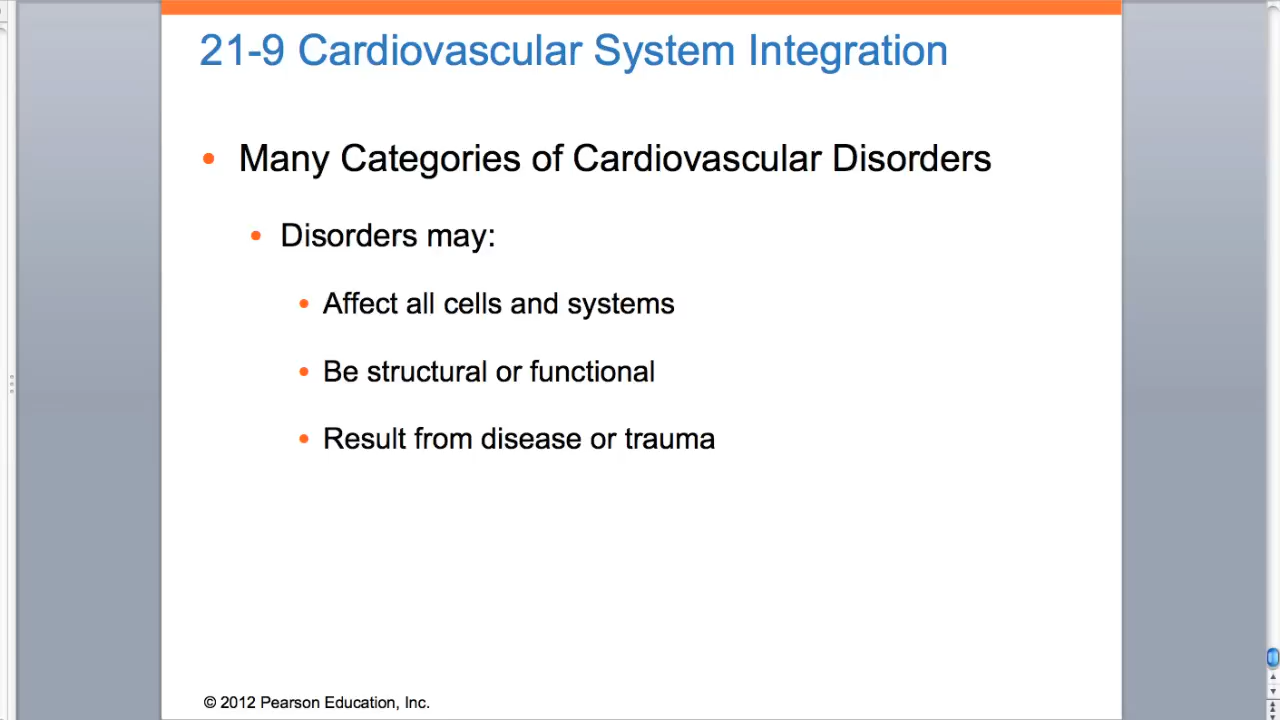 21-9 Cardiovascular System Integration
• Many Categories of Cardiovascular Disorders
• Disorders may:
• Affect all cells and systems
• Be structural or functional
• Result from disease or trauma
© 2012 Pearson Education, Inc.